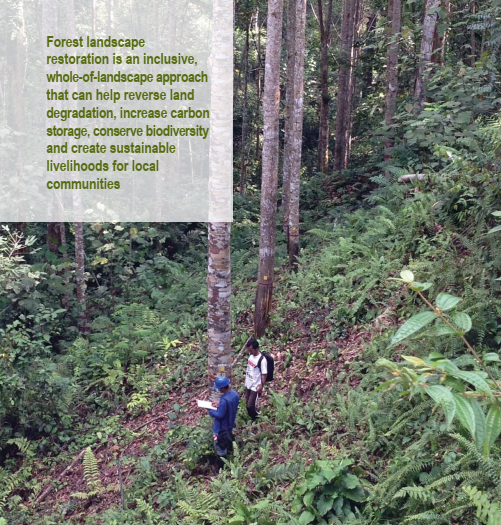 Forest landscape
restoration is an inclusive,
whole-of-landscape approach
that can help reverse land
degradation, increase carbon
storage, conserve biodiversity
and create sustainable
livelihoods for local
communities